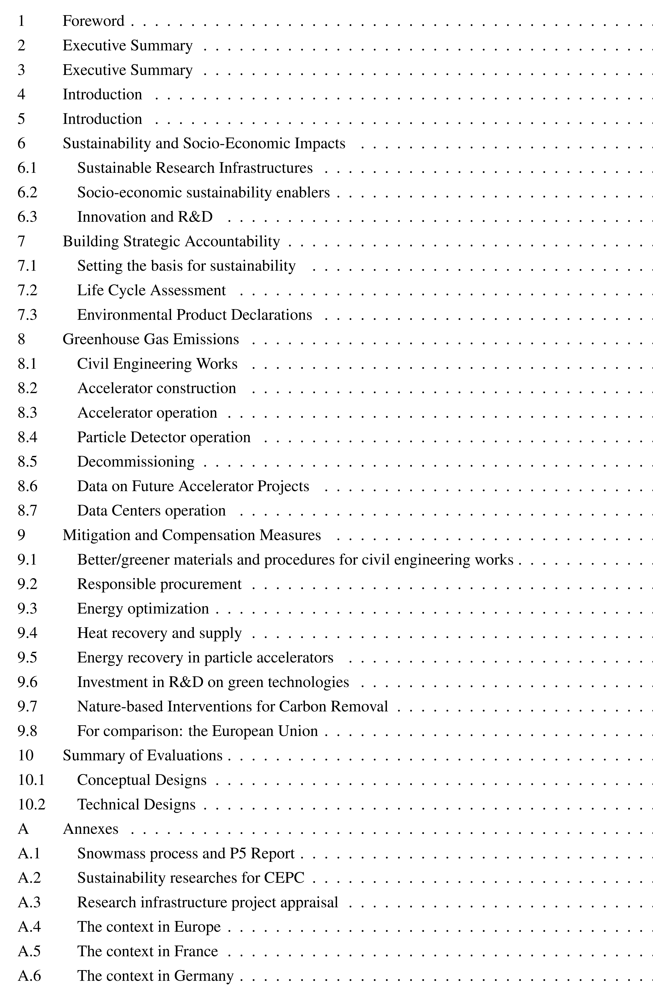 1 Foreword . . . . . . . . . . . . . . . . . . . . . . . . . . . . . . . . . . . . . . . . . . . .
2 Executive Summary . . . . . . . . . . . . . . . . . . . . . . . . . . . . . . . . . . . . . .
3 Executive Summary . . . . . . . . . . . . . . . . . . . . . . . . . . . . . . . . . . . . . .
4 Introduction . . . . . . . . . . . . . . . . . . . . . . . . . . . . . . . . . . . . . . . . . .
5 Introduction . . . . . . . . . . . . . . . . . . . . . . . . . . . . . . . . . . . . . . . . . .
6 Sustainability and Socio-Economic Impacts . . . . . . . . . . . . . . . . . . . . . . . . .
6.1 Sustainable Research Infrastructures . . . . . . . . . . . . . . . . . . . . . . . . . . . .
6.2 Socio-economic sustainability enablers . . . . . . . . . . . . . . . . . . . . . . . . . . .
6.3 Innovation and R&D . . . . . . . . . . . . . . . . . . . . . . . . . . . . . . . . . . . .
7 Building Strategic Accountability . . . . . . . . . . . . . . . . . . . . . . . . . . . . . . .
7.1 Setting the basis for sustainability . . . . . . . . . . . . . . . . . . . . . . . . . . . . .
7.2 Life Cycle Assessment . . . . . . . . . . . . . . . . . . . . . . . . . . . . . . . . . . .
7.3 Environmental Product Declarations . . . . . . . . . . . . . . . . . . . . . . . . . . . .
8 Greenhouse Gas Emissions . . . . . . . . . . . . . . . . . . . . . . . . . . . . . . . . . .
8.1 Civil Engineering Works . . . . . . . . . . . . . . . . . . . . . . . . . . . . . . . . . .
8.2 Accelerator construction . . . . . . . . . . . . . . . . . . . . . . . . . . . . . . . . . .
8.3 Accelerator operation . . . . . . . . . . . . . . . . . . . . . . . . . . . . . . . . . . . .
8.4 Particle Detector operation . . . . . . . . . . . . . . . . . . . . . . . . . . . . . . . . .
8.5 Decommissioning . . . . . . . . . . . . . . . . . . . . . . . . . . . . . . . . . . . . . .
8.6 Data on Future Accelerator Projects . . . . . . . . . . . . . . . . . . . . . . . . . . . .
8.7 Data Centers operation . . . . . . . . . . . . . . . . . . . . . . . . . . . . . . . . . . .
9 Mitigation and Compensation Measures . . . . . . . . . . . . . . . . . . . . . . . . . . .
9.1 Better/greener materials and procedures for civil engineering works . . . . . . . . . . . .
9.2 Responsible procurement . . . . . . . . . . . . . . . . . . . . . . . . . . . . . . . . . .
9.3 Energy optimization . . . . . . . . . . . . . . . . . . . . . . . . . . . . . . . . . . . . .
9.4 Heat recovery and supply . . . . . . . . . . . . . . . . . . . . . . . . . . . . . . . . . .
9.5 Energy recovery in particle accelerators . . . . . . . . . . . . . . . . . . . . . . . . . .
9.6 Investment in R&D on green technologies . . . . . . . . . . . . . . . . . . . . . . . . .
9.7 Nature-based Interventions for Carbon Removal . . . . . . . . . . . . . . . . . . . . . .
9.8 For comparison: the European Union . . . . . . . . . . . . . . . . . . . . . . . . . . . .
10 Summary of Evaluations . . . . . . . . . . . . . . . . . . . . . . . . . . . . . . . . . . . .
10.1 Conceptual Designs . . . . . . . . . . . . . . . . . . . . . . . . . . . . . . . . . . . . .
10.2 Technical Designs . . . . . . . . . . . . . . . . . . . . . . . . . . . . . . . . . . . . . .
A Annexes . . . . . . . . . . . . . . . . . . . . . . . . . . . . . . . . . . . . . . . . . . . .
A.1 Snowmass process and P5 Report . . . . . . . . . . . . . . . . . . . . . . . . . . . . . .
A.2 Sustainability researches for CEPC . . . . . . . . . . . . . . . . . . . . . . . . . . . . .
A.3 Research infrastructure project appraisal . . . . . . . . . . . . . . . . . . . . . . . . . .
A.4 The context in Europe . . . . . . . . . . . . . . . . . . . . . . . . . . . . . . . . . . . .
A.5 The context in France . . . . . . . . . . . . . . . . . . . . . . . . . . . . . . . . . . . .
A.6 The context in Germany . . . . . . . . . . . . . . . . . . . . . . . . . . . . . . . . . . .